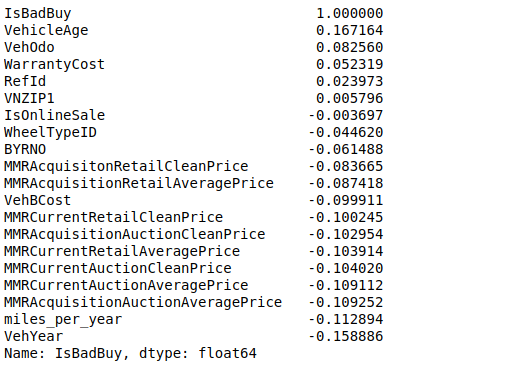 IsBadBuy 1.000000
VehicleAge 0.167164
VehOdo 0.082560
WarrantyCost 0.052319
RefId 0.023973
VNZIP1 0.005796
IsOnlineSale -0.003697
WheelTypeID -0.044620
BYRNO -0.061488
MMRAcquisitonRetailCleanPrice -0.083665
MMRAcquisitionRetailAveragePrice -0.087418
VehBCost -0.099911
MMRCurrentRetailCleanPrice -0.100245
MMRAcquisitionAuctionCleanPrice -0.102954
MMRCurrentRetailAveragePrice -0.103914
MMRCurrentAuctionCleanPrice -0.104020
MMRCurrentAuctionAveragePrice -0.109112
MMRAcquisitionAuctionAveragePrice -0.109252
miles_per_year -0.112894
VehYear -0.158886
Name: IsBadBuy, dtype: float64